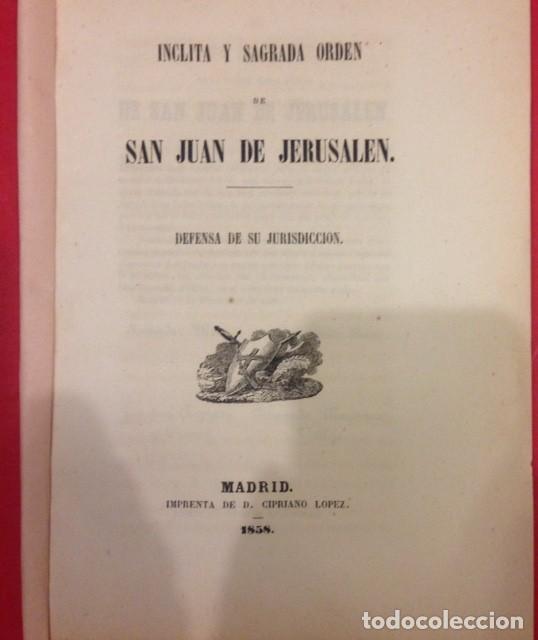 INCLITA Y SAGRADA ORDEN
DE
SAN JUAN DE JERUSALEN.
DEFENSA DE SU JURISDICCION.
MADRID.
IMPRENTA DE D. CIPRIANO LOPEZ.
1858.
todocoleccion